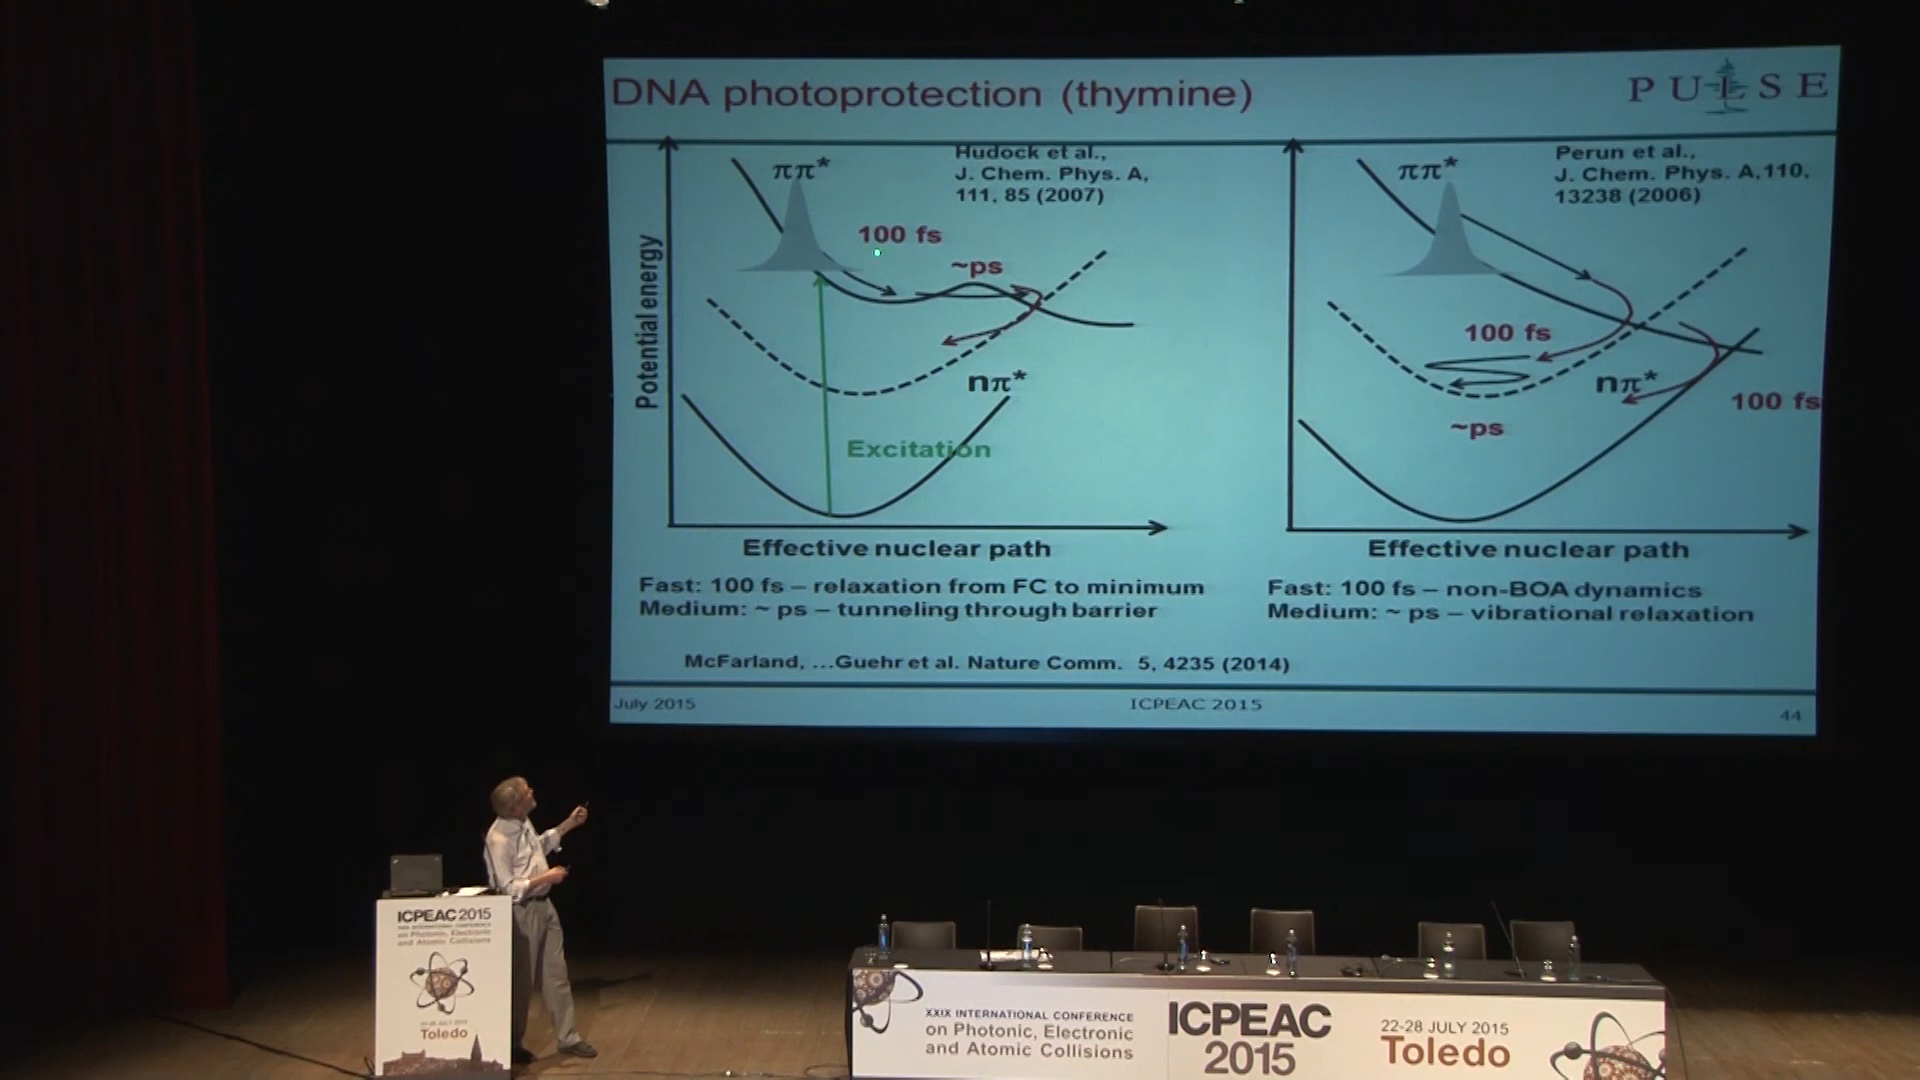 DNA photoprotection (thymine)
PULSE
ππ*
Hudock et al.,
J. Chem. Phys. A,
111, 85 (2007)
100 fs
~ps
Potential energy
nπ*
Excitation
Effective nuclear path
Fast: 100 fs – relaxation from FC to minimum
Medium: ~ ps – tunneling through barrier
ππ*
Perun et al.,
J. Chem. Phys. A,110,
13238 (2006)
100 fs
nπ*
100 fs
~ps
Effective nuclear path
Fast: 100 fs – non-BOA dynamics
Medium: ~ ps – vibrational relaxation
McFarland, ...Guehr et al. Nature Comm. 5, 4235 (2014)
July 2015
ICPEAC 2015
44
ICPEAC 2015
XXIX INTERNATIONAL CONFERENCE
on Photonic, Electronic
and Atomic Collisions
22-28 JULY 2015
Toledo
XXIX INTERNATIONAL CONFERENCE
on Photonic, Electronic
and Atomic Collisions
ICPEAC
2015
22-28 JULY 2015
Toledo